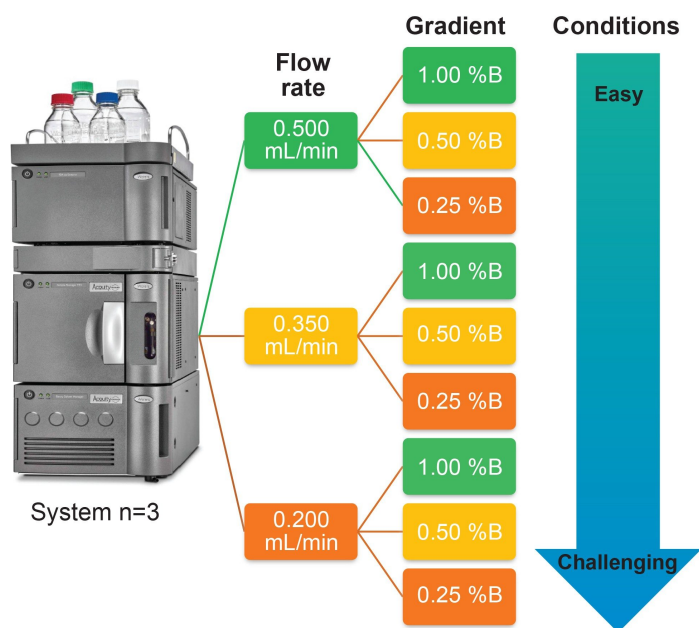 Gradient
Conditions
Flow
rate
1.00 %B
Easy
0.500
mL/min
0.50 %B
0.25 %B
1.00 %B
0.350
mL/min
0.50 %B
0.25 %B
Acquity
Acquity
1.00 %B
System n=3
0.200
mL/min
0.50 %B
Challenging
0.25 %B